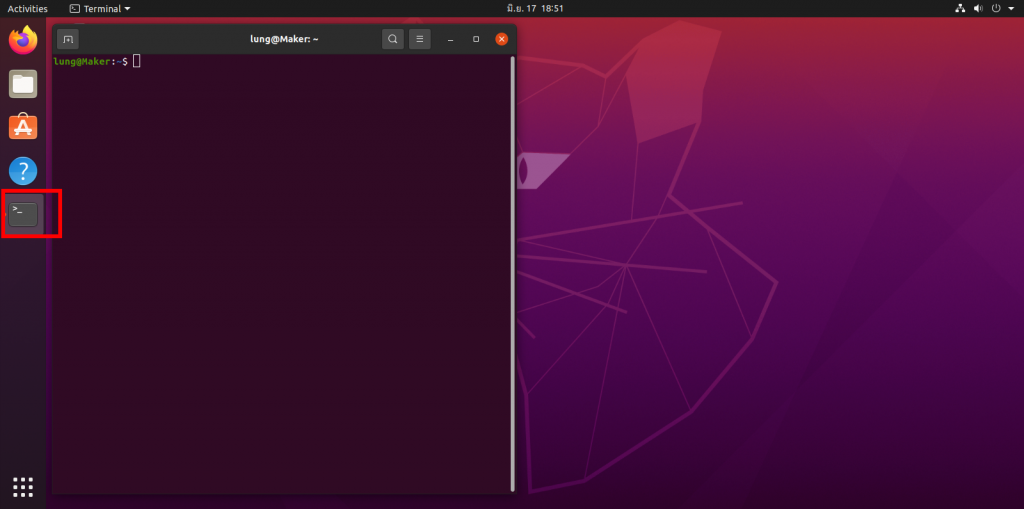 Activities
Terminal
มิ.ย. 17 18:51
lung@Maker: ~
lung@Maker:~$
?
>_